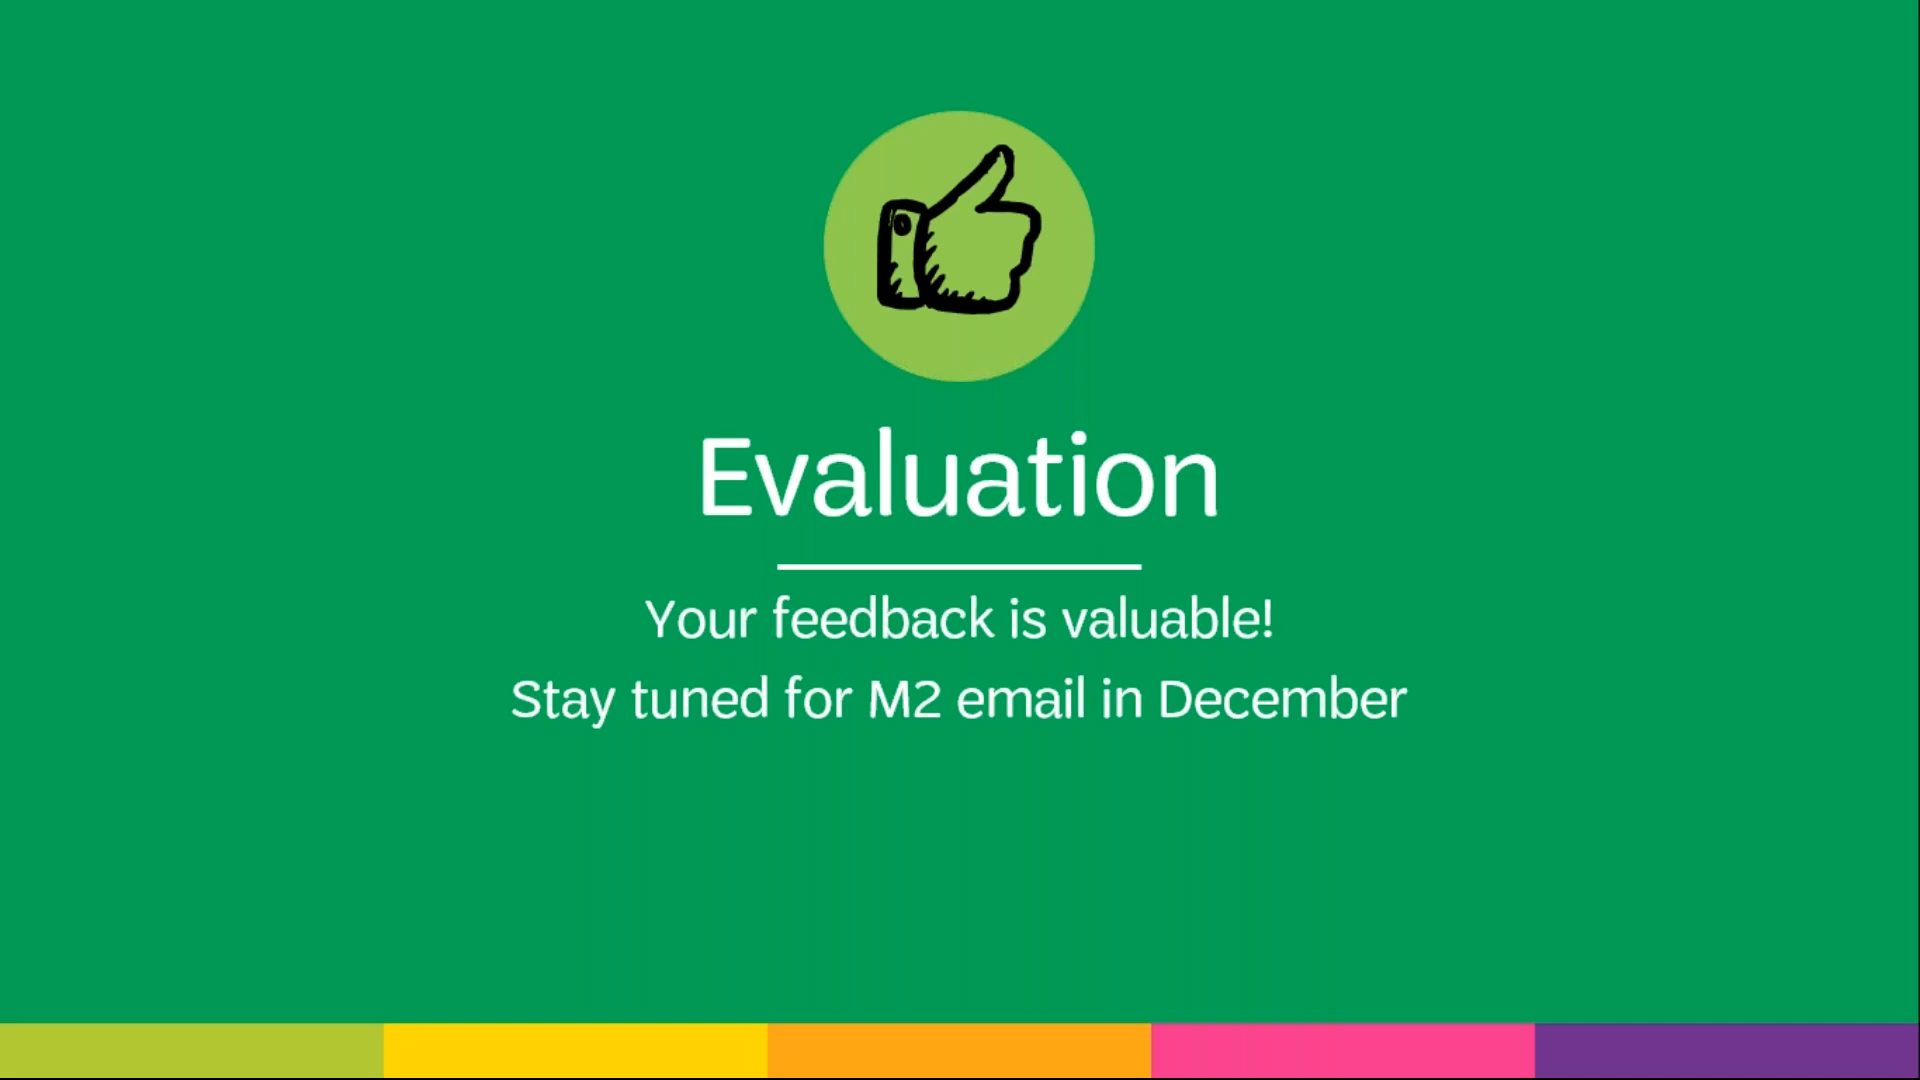 Evaluation
Your feedback is valuable!
Stay tuned for M2 email in December